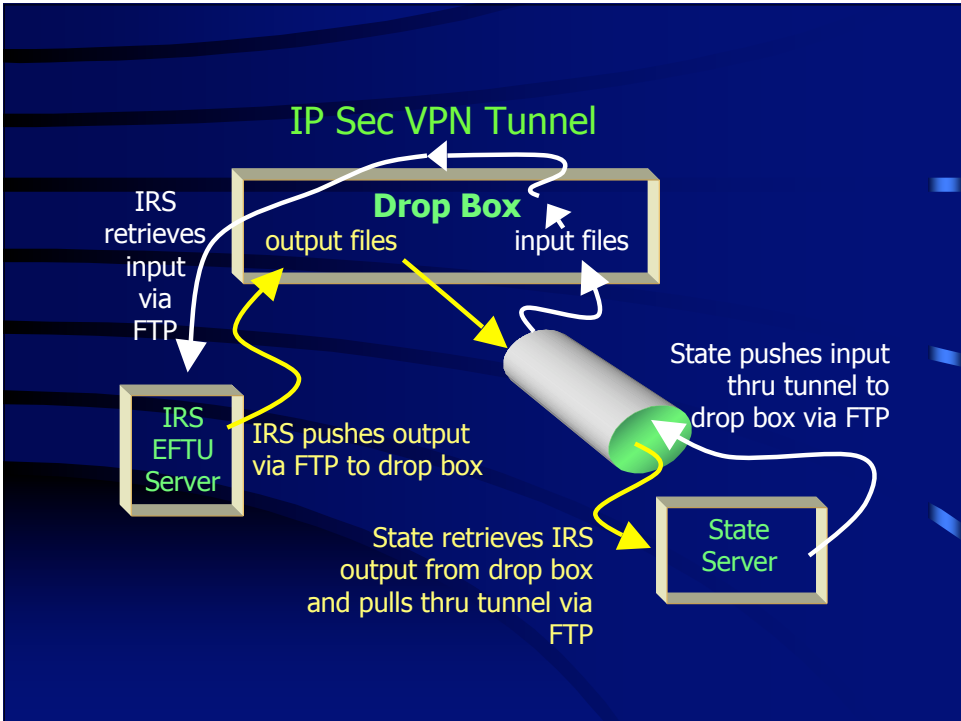 IP Sec VPN Tunnel
IRS
retrieves
input
via
FTP
Drop Box
output files
input files
IRS
EFTU
Server
IRS pushes output
via FTP to drop box
State pushes input
thru tunnel to
drop box via FTP
State retrieves IRS
output from drop box
and pulls thru tunnel via
FTP
State
Server